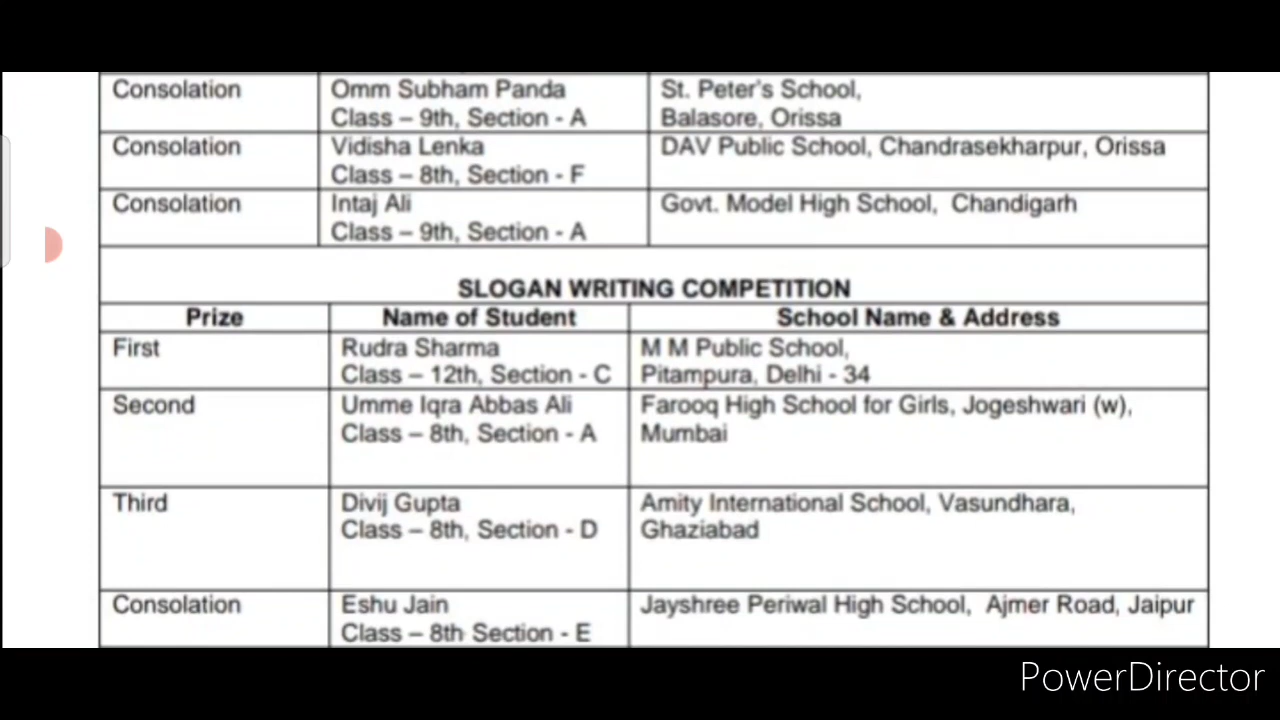 Consolation Omm Subham Panda St. Peter's School,
Class – 9th, Section - A Balasore, Orissa
Consolation Vidisha Lenka DAV Public School, Chandrasekharpur, Orissa
Class – 8th, Section - F
Consolation Intaj Ali Govt. Model High School, Chandigarh
Class – 9th, Section - A
SLOGAN WRITING COMPETITION
Prize Name of Student School Name & Address
First Rudra Sharma M M Public School,
Class – 12th, Section - C Pitampura, Delhi - 34
Second Umme Iqra Abbas Ali Farooq High School for Girls, Jogeshwari (w),
Class – 8th, Section - A Mumbai
Third Divij Gupta Amity International School, Vasundhara,
Class – 8th, Section - D Ghaziabad
Consolation Eshu Jain Jayshree Periwal High School, Ajmer Road, Jaipur
Class – 8th Section - E
PowerDirector